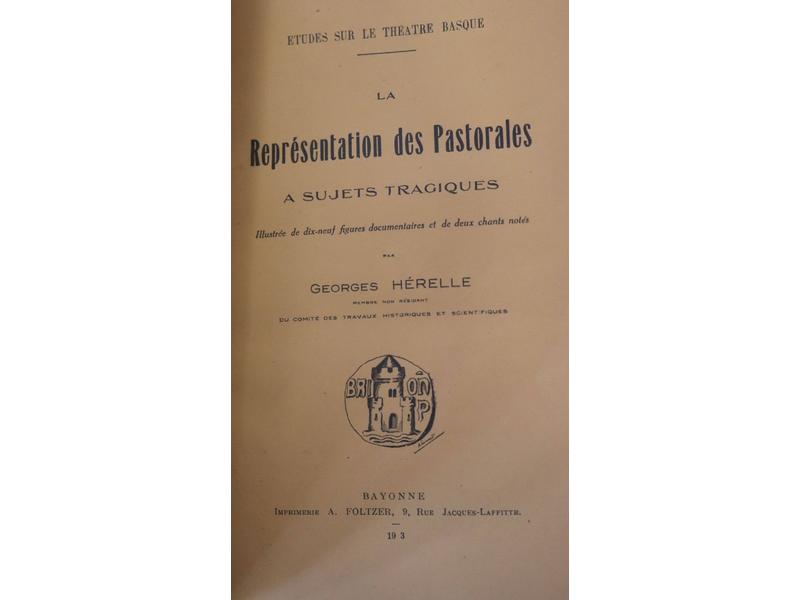 ETUDES SUR LE THEATRE BASQUE
LA
Représentation des Pastorales
A SUJETS TRAGIQUES
Illustrée de dix-neuf figures documentaires et de deux chants notés
PAR
GEORGES HÉRELLE
MEMBRE NON RÉSIDANT
DU COMITÉ DES TRAVAUX HISTORIQUES ET SCIENTIFIQUES
BRI ON
P
BAYONNE
IMPRIMERIE A. FOLTZER, 9, RUE JACQUES-LAFFITTE.
19 3